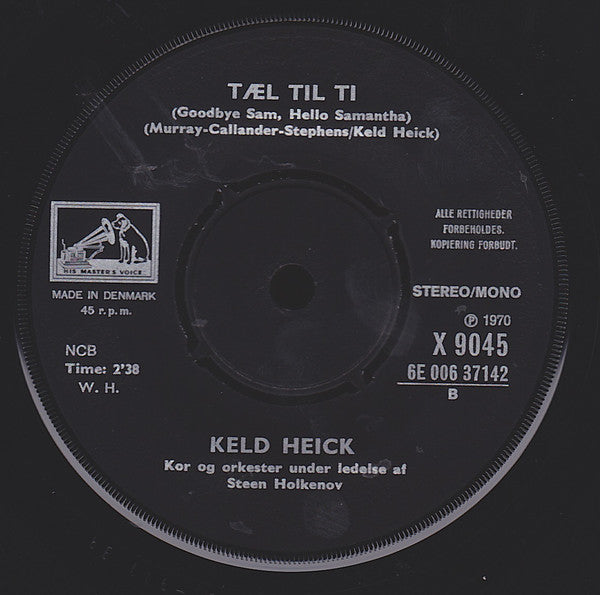 TÆL TIL TI
(Goodbye Sam, Hello Samantha)
(Murray-Callander-Stephens/Keld Heick)
HIS MASTER'S VOICE
MADE IN DENMARK
45 r.p.m.
NCB
Time: 2'38
W. H.
ALLE RETTIGHEDER
FORBEHOLDES.
KOPIERING FORBUDT.
STEREO/MONO
Ⓟ 1970
X 9045
6E 006 37142
B
KELD HEICK
Kor og orkester under ledelse af
Steen Holkenov